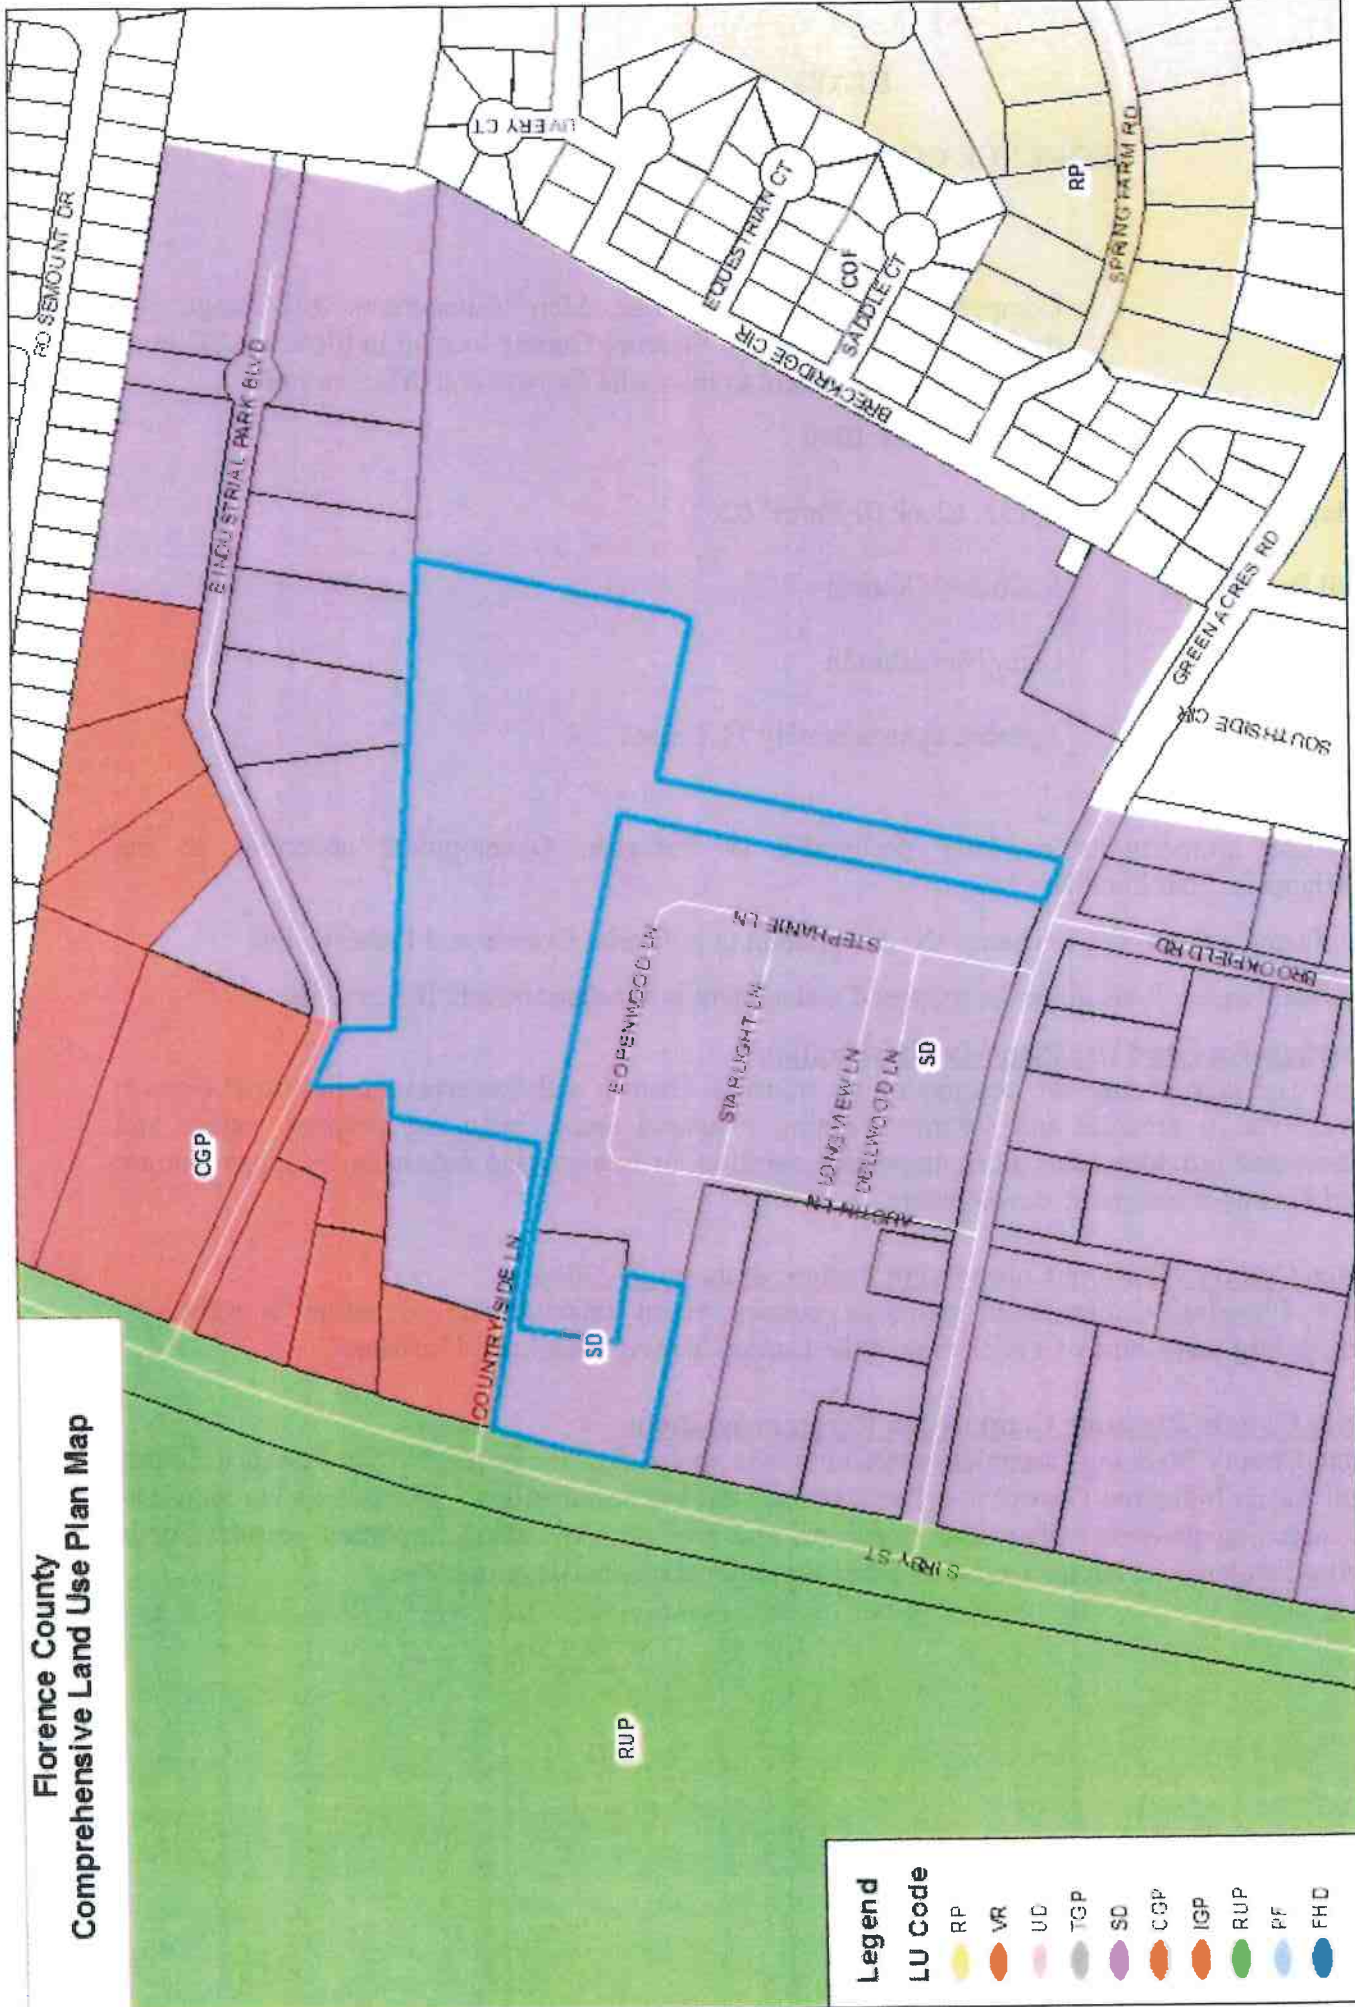 Florence County
Comprehensive Land Use Plan Map
ROSEMOUNT DR
E INDUSTRIAL PARK BLVD
CGP
LIVERY CT
EQUESTRIAN CT
COF
SADDLE CT
BRECKRIDGE CIR
RP
SPRING FARM RD
GREEN ACRES RD
SOUTHSIDE CIR
BROOKFIELD RD
E OPENWOOD LN
STEPHANIE LN
STARLIGHT LN
LONGVIEW LN
DELLWOOD LN
AUSTIN LN
SD
COUNTRYSIDE LN
SD
S IRBY ST
RUP
Legend
LU Code
RP
VR
UD
TGP
SD
CGP
IGP
RUP
PF
FHD